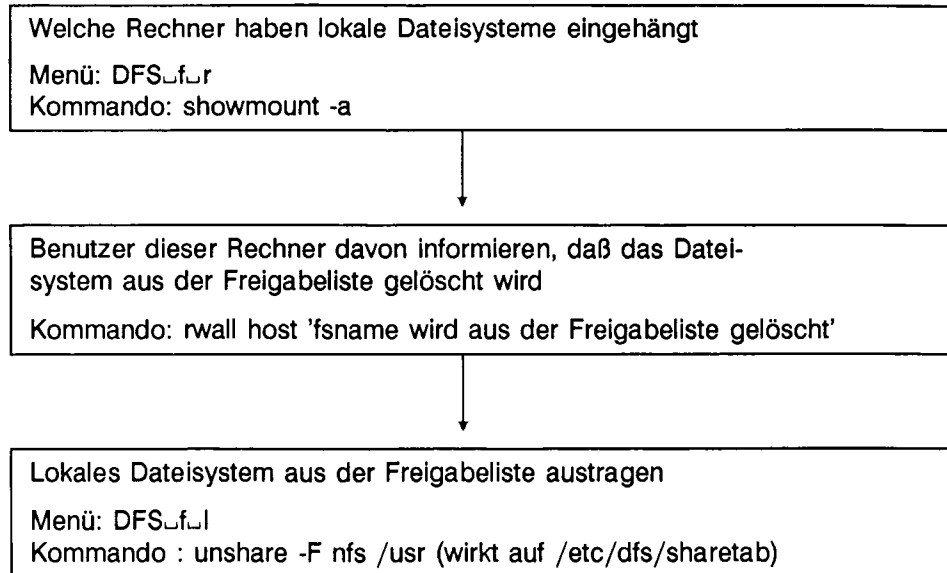 Welche Rechner haben lokale Dateisysteme eingehängt
Menü: DFS␣f␣r
Kommando: showmount -a
Benutzer dieser Rechner davon informieren, daß das Datei-
system aus der Freigabeliste gelöscht wird
Kommando: rwall host 'fsname wird aus der Freigabeliste gelöscht'
Lokales Dateisystem aus der Freigabeliste austragen
Menü: DFS␣f␣l
Kommando : unshare -F nfs /usr (wirkt auf /etc/dfs/sharetab)